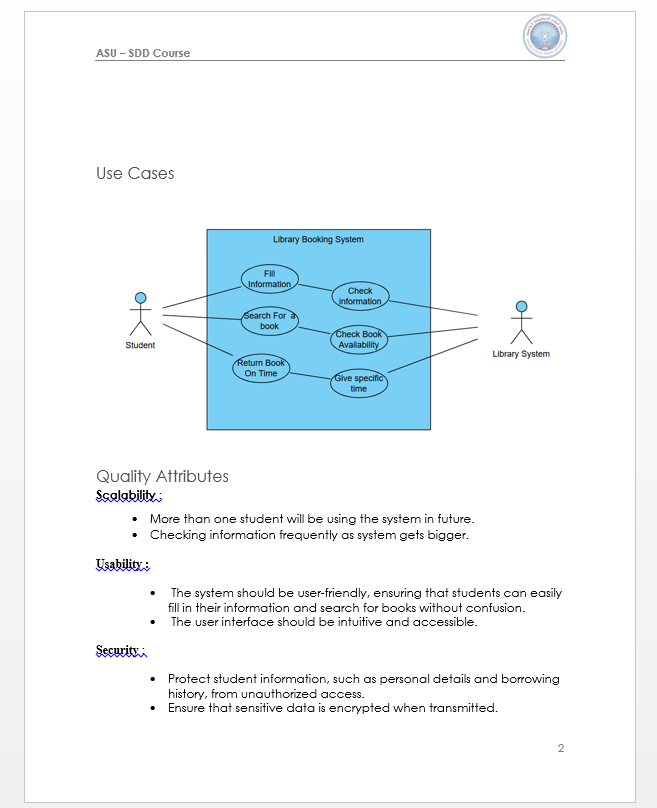 ASU – SDD Course
Use Cases
Library Booking System
Fill
Information
Check
information
Search For a
book
Check Book
Availability
Return Book
On Time
Give specific
time
Student
Library System
Quality Attributes
Scalability :
• More than one student will be using the system in future.
• Checking information frequently as system gets bigger.
Usability :
• The system should be user-friendly, ensuring that students can easily
fill in their information and search for books without confusion.
• The user interface should be intuitive and accessible.
Security :
• Protect student information, such as personal details and borrowing
history, from unauthorized access.
• Ensure that sensitive data is encrypted when transmitted.
2